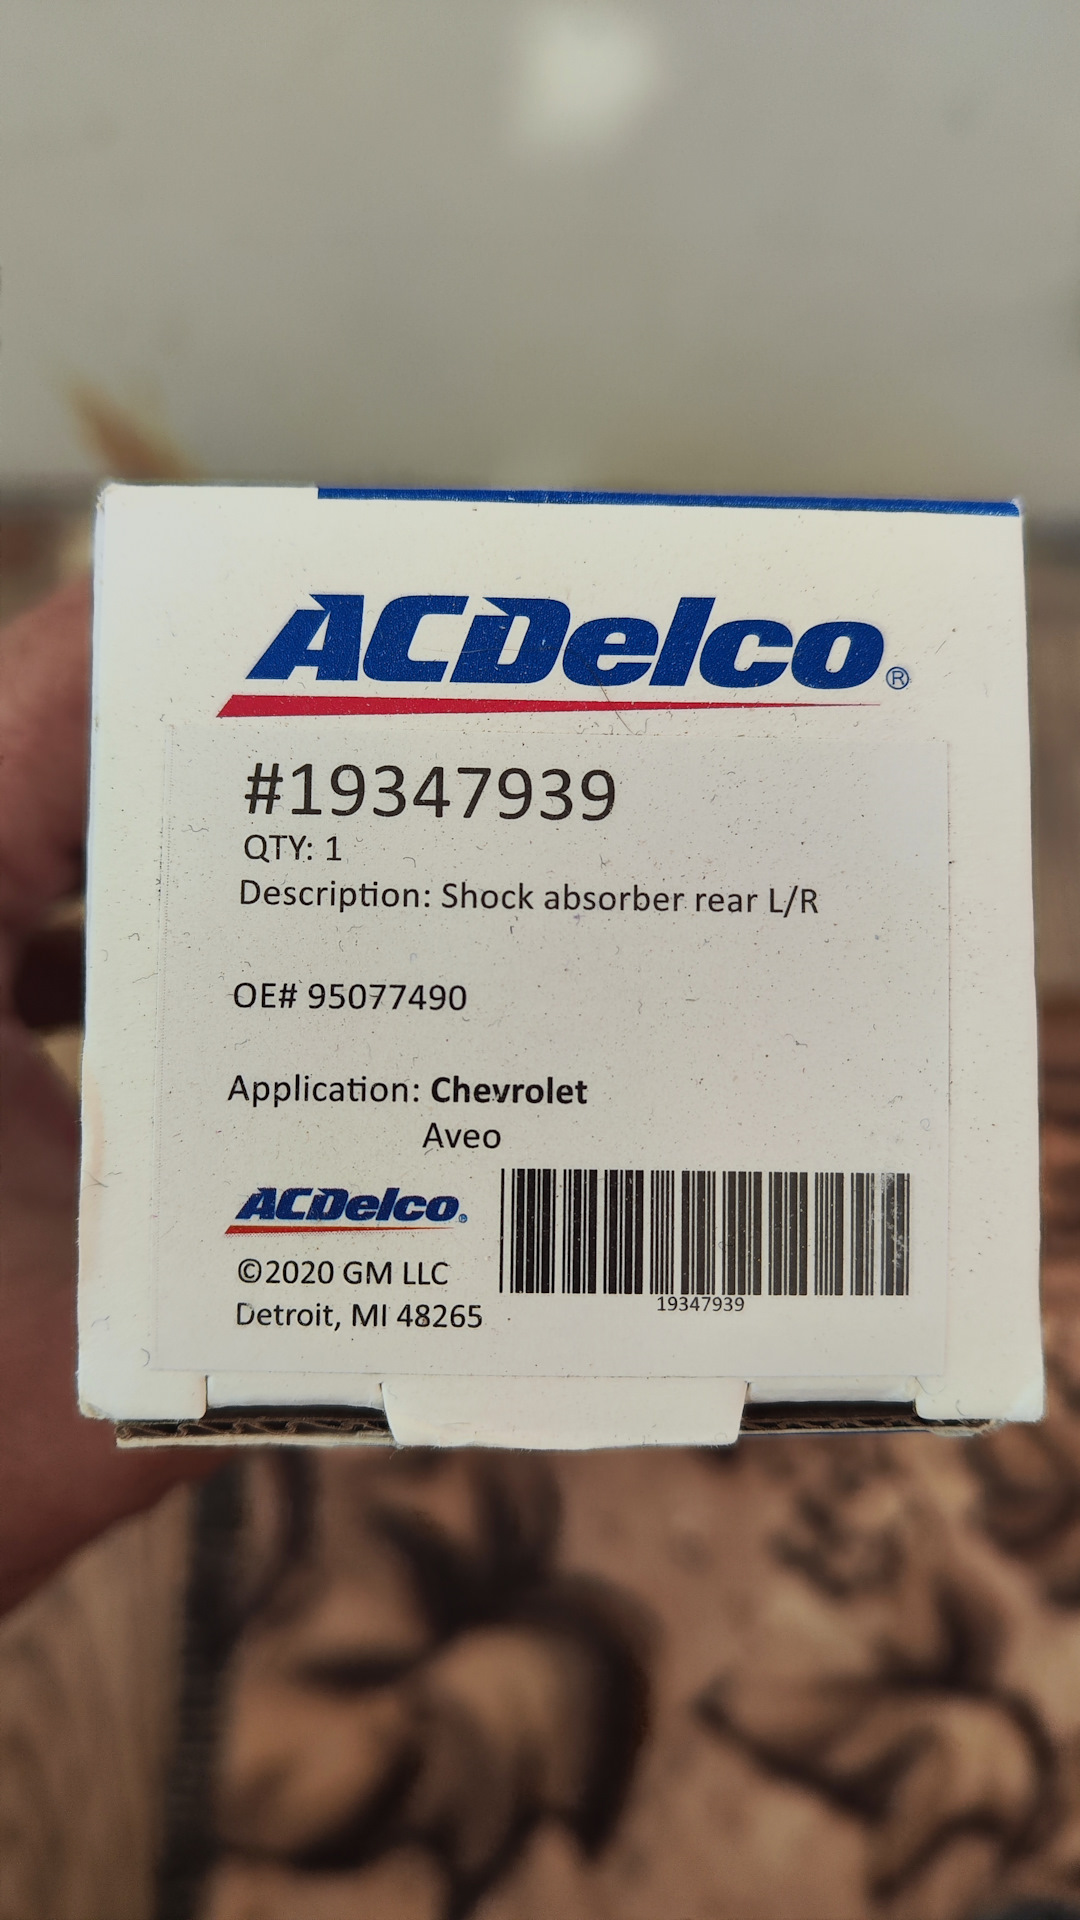 ACDelco®
#19347939
QTY: 1
Description: Shock absorber rear L/R
OE# 95077490
Application: Chevrolet
Aveo
ACDelco®
©2020 GM LLC
Detroit, MI 48265
19347939